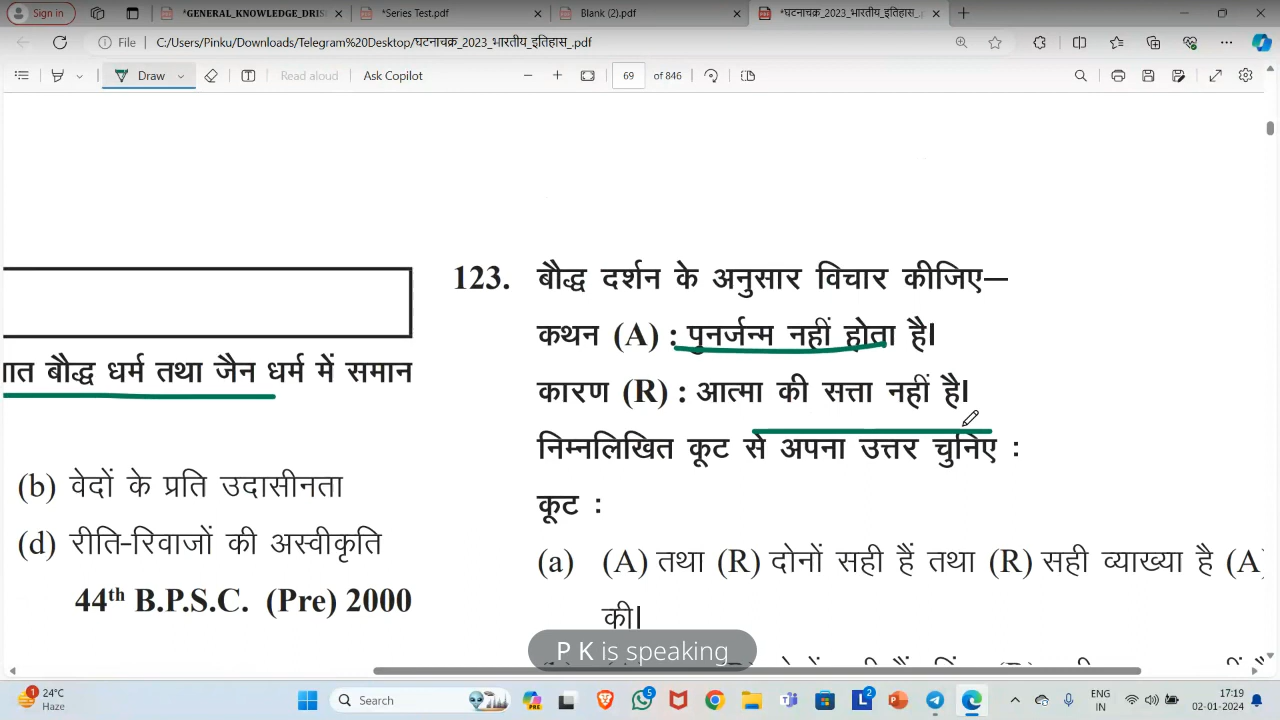 Sign in
*GENERAL_KNOWLEDGE_DRIS
*Series Test.pdf
Blank (2).pdf
*घटनाचक्र_2023_भारतीय_इतिहास_
File
C:/Users/Pinku/Downloads/Telegram%20Desktop/घटनाचक्र_2023_भारतीय_इतिहास_.pdf
Draw
Read aloud
Ask Copilot
69 of 846
ात बौद्ध धर्म तथा जैन धर्म में समान
(b) वेदों के प्रति उदासीनता
(d) रीति-रिवाजों की अस्वीकृति
44th B.P.S.C. (Pre) 2000
123. बौद्ध दर्शन के अनुसार विचार कीजिए—
कथन (A) : पुनर्जन्म नहीं होता है।
कारण (R) : आत्मा की सत्ता नहीं है।
निम्नलिखित कूट से अपना उत्तर चुनिए :
कूट :
(a) (A) तथा (R) दोनों सही हैं तथा (R) सही व्याख्या है (A)
की।
P K is speaking
1
24°C
Haze
Search
5
2
ENG
IN
17:19
02-01-2024